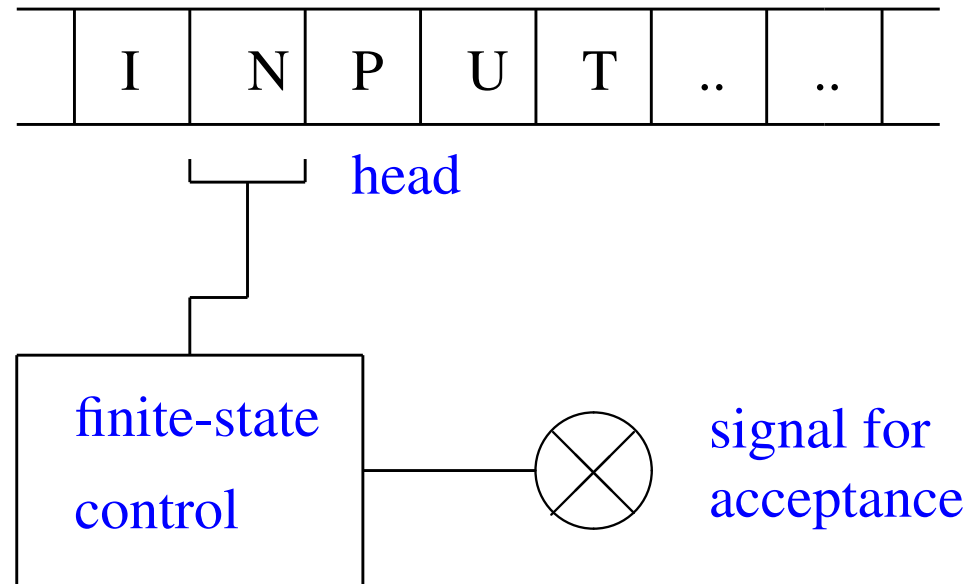 I N P U T .. ..
head
finite-state
control
signal for
acceptance